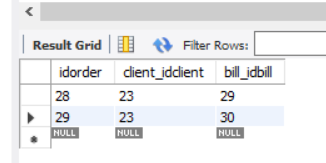 Result Grid Filter Rows:
idorder client_idclient bill_idbill
28 23 29
29 23 30
NULL NULL NULL